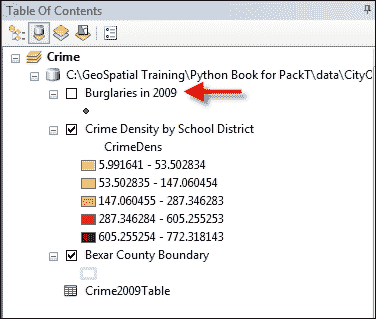 Table Of Contents
Crime
C:\GeoSpatial Training\Python Book for PackT\data\CityC
Burglaries in 2009
Crime Density by School District
CrimeDens
5.991641 - 53.502834
53.502835 - 147.060454
147.060455 - 287.346283
287.346284 - 605.255253
605.255254 - 772.318143
Bexar County Boundary
Crime2009Table